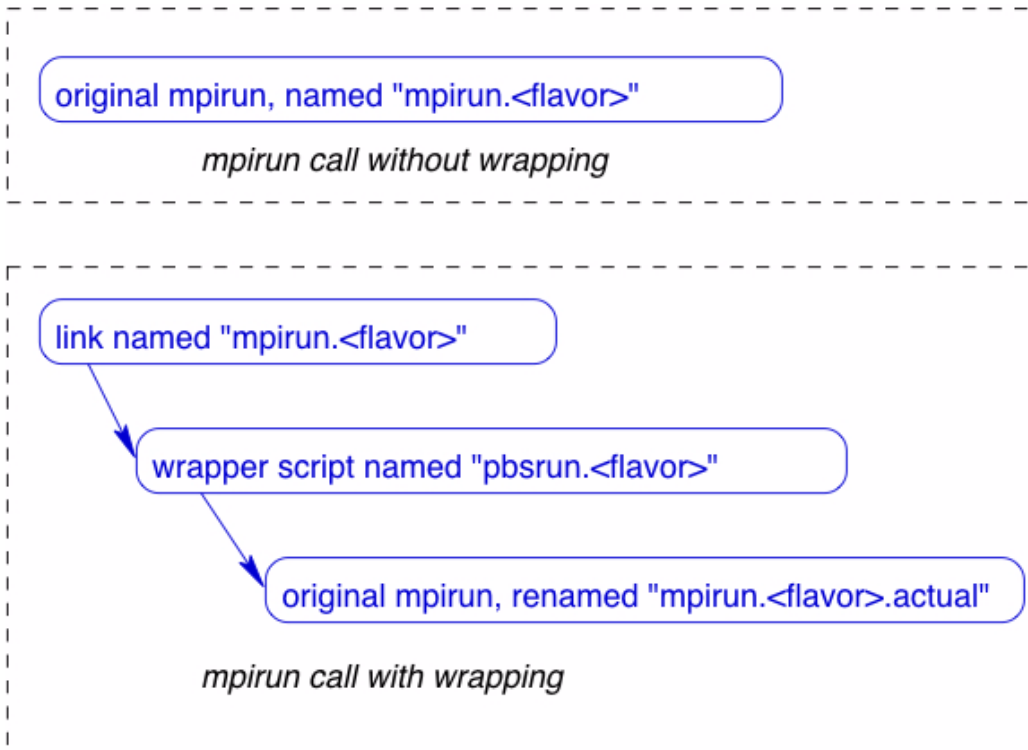 original mpirun, named "mpirun.<flavor>"
mpirun call without wrapping
link named "mpirun.<flavor>"
wrapper script named "pbsrun.<flavor>"
original mpirun, renamed "mpirun.<flavor>.actual"
mpirun call with wrapping